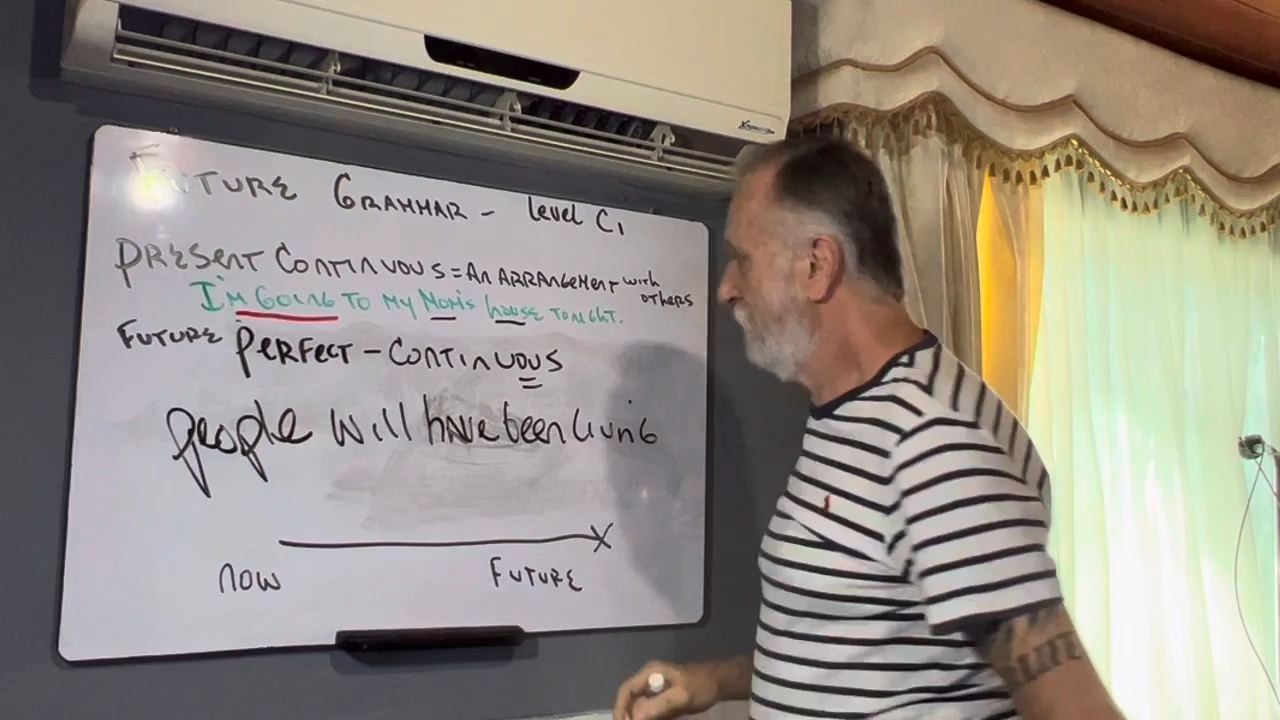 FUTURE GRAMMAR - Level C1
PRESENT CONTINUOUS = AN ARRANGEMENT with others
I'M GOING TO MY MOM'S house TONIGHT.
FUTURE PERFECT - CONTINUOUS
people will have been living
now FUTURE